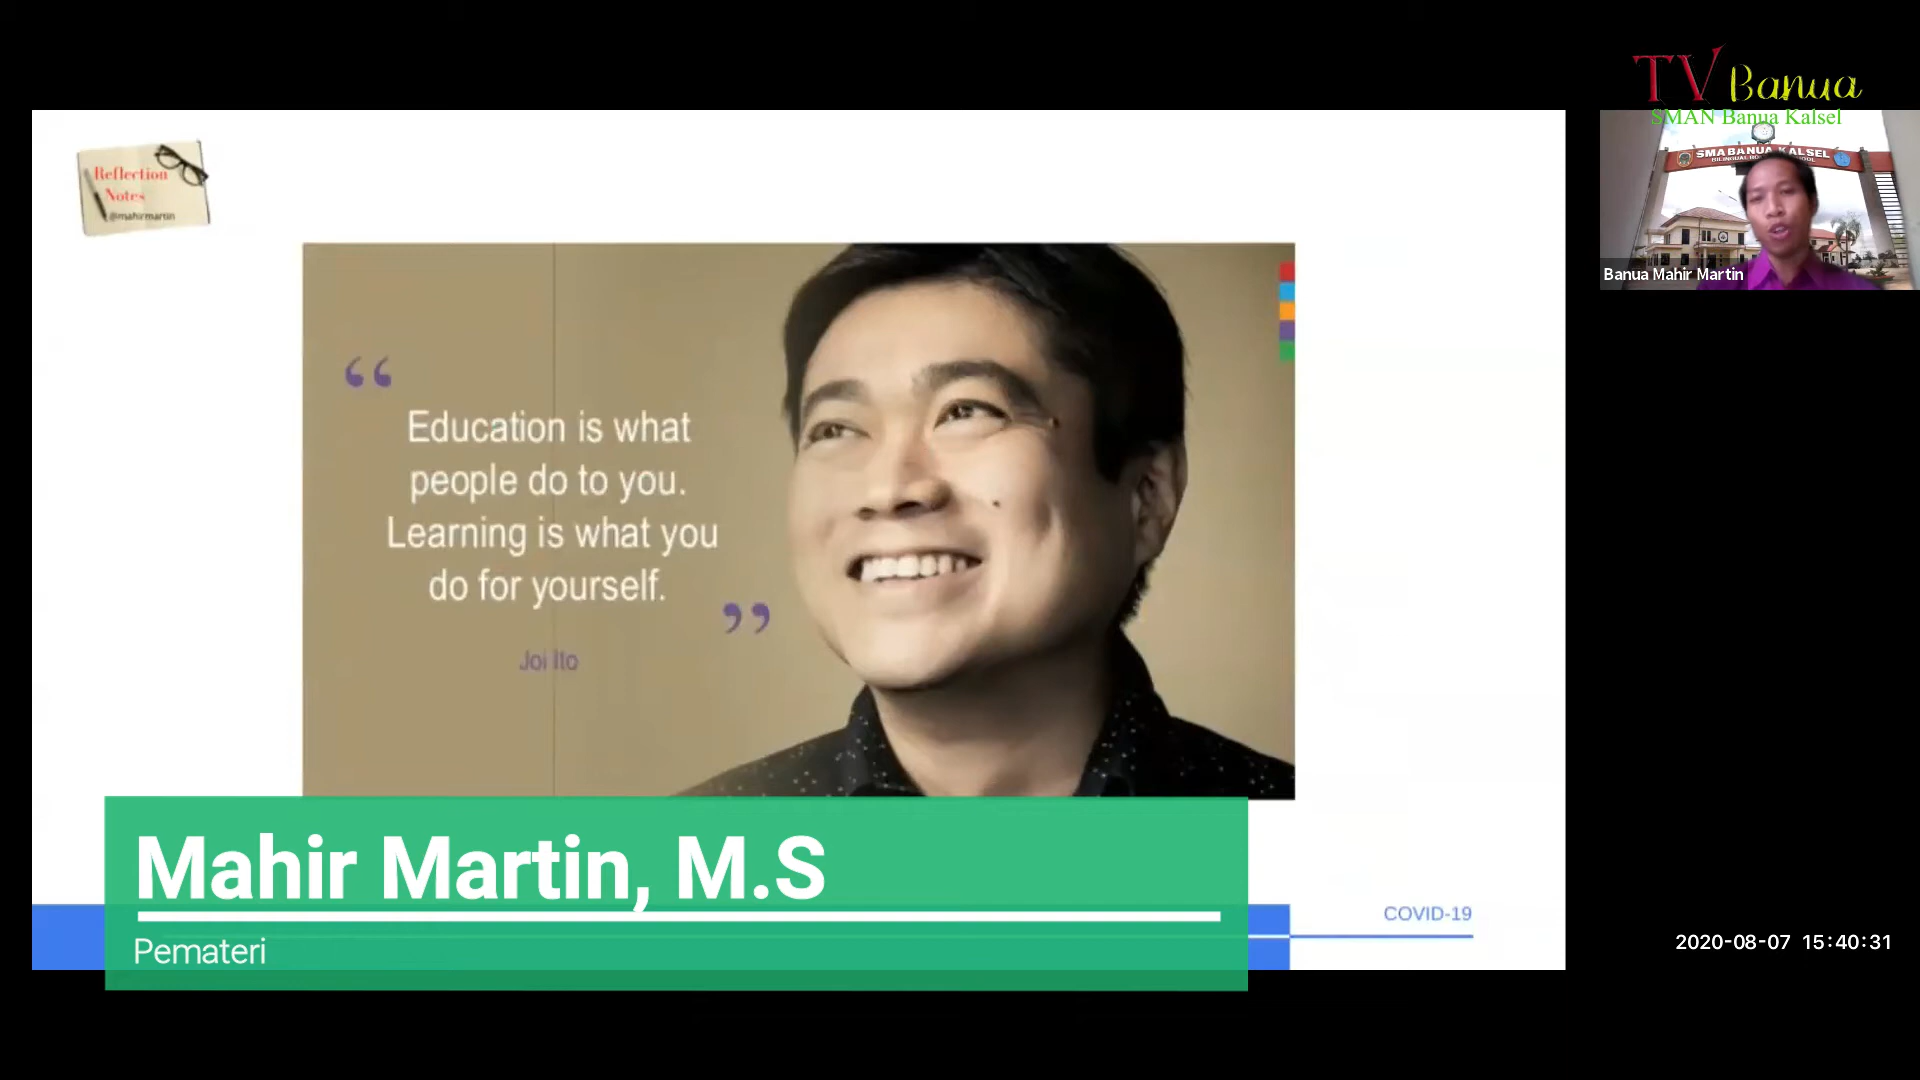 TV Banua
SMAN Banua Kalsel
Reflection
Notes
@mahirmartin
SMA BANUA KALSEL
Banua Mahir Martin
“
Education is what
people do to you.
Learning is what you
do for yourself.
”
Joi Ito
Mahir Martin, M.S
Pemateri
COVID-19
2020-08-07 15:40:31